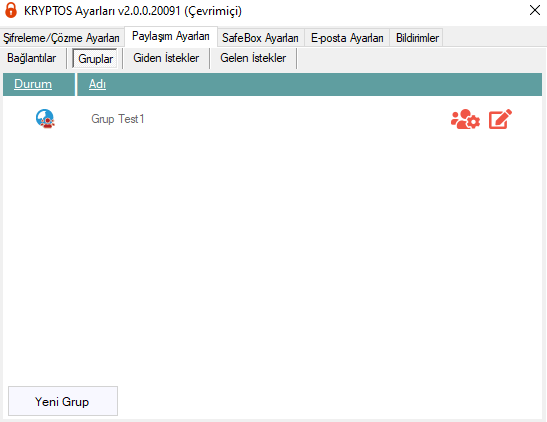 KRYPTOS Ayarları v2.0.0.20091 (Çevrimiçi)
Şifreleme/Çözme Ayarları Paylaşım Ayarları SafeBox Ayarları E-posta Ayarları Bildirimler
Bağlantılar Gruplar Giden İstekler Gelen İstekler
Durum Adı
Grup Test1
Yeni Grup